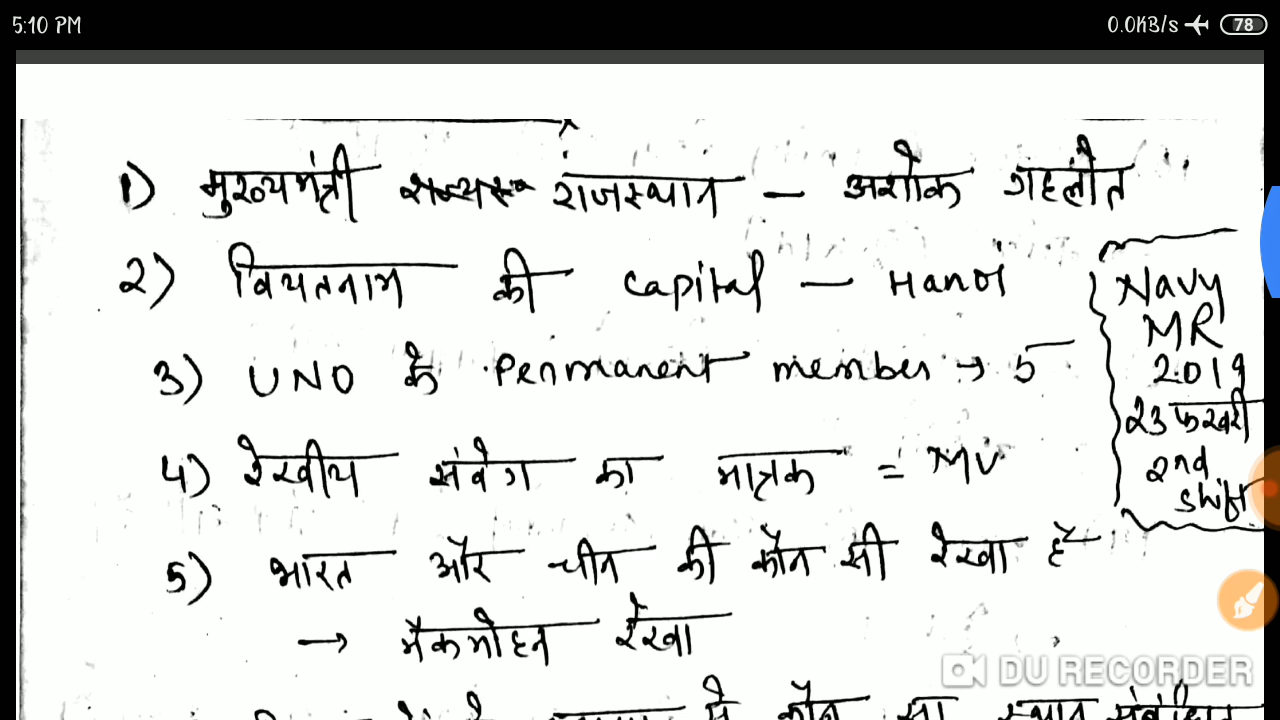 5:10 PM
0.0KB/s 78
1) मुख्यमंत्री राजस्थान — अशोक गहलोत
2) वियतनाम की capital — Hanoi
3) UNO के permanent member → 5
4) रेखीय संवेग का मात्रक = MV
5) भारत और चीन की कौन सी रेखा है
→ मैकमोहन रेखा
Navy
MR
2019
23 फरवरी
2nd
shift
DU RECORDER
में कौन सा स्थान संबंधित